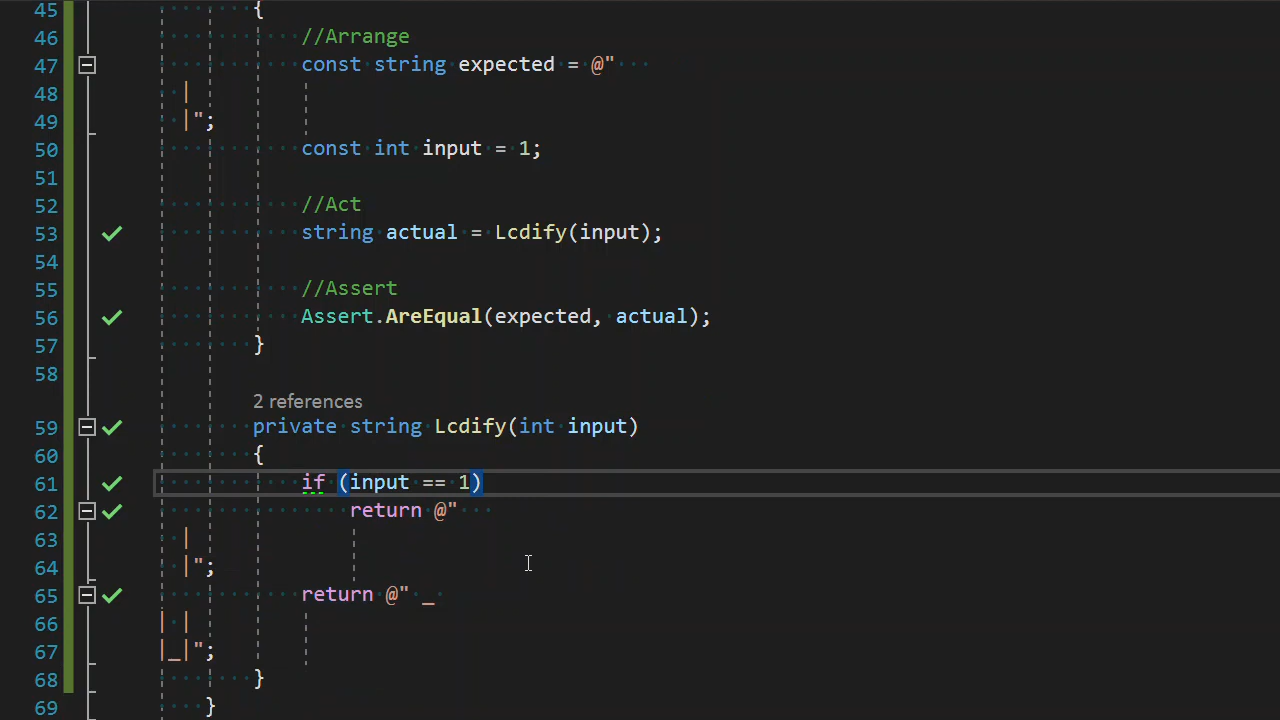 45 {
46 //Arrange
47 const string expected = @"   
48   |
49   |";
50 const int input = 1;
51
52 //Act
53 string actual = Lcdify(input);
54
55 //Assert
56 Assert.AreEqual(expected, actual);
57 }
58
2 references
59 private string Lcdify(int input)
60 {
61 if (input == 1)
62 return @"   
63   |
64   |";
65 return @" _ 
66 | |
67 |_|";
68 }
69 }